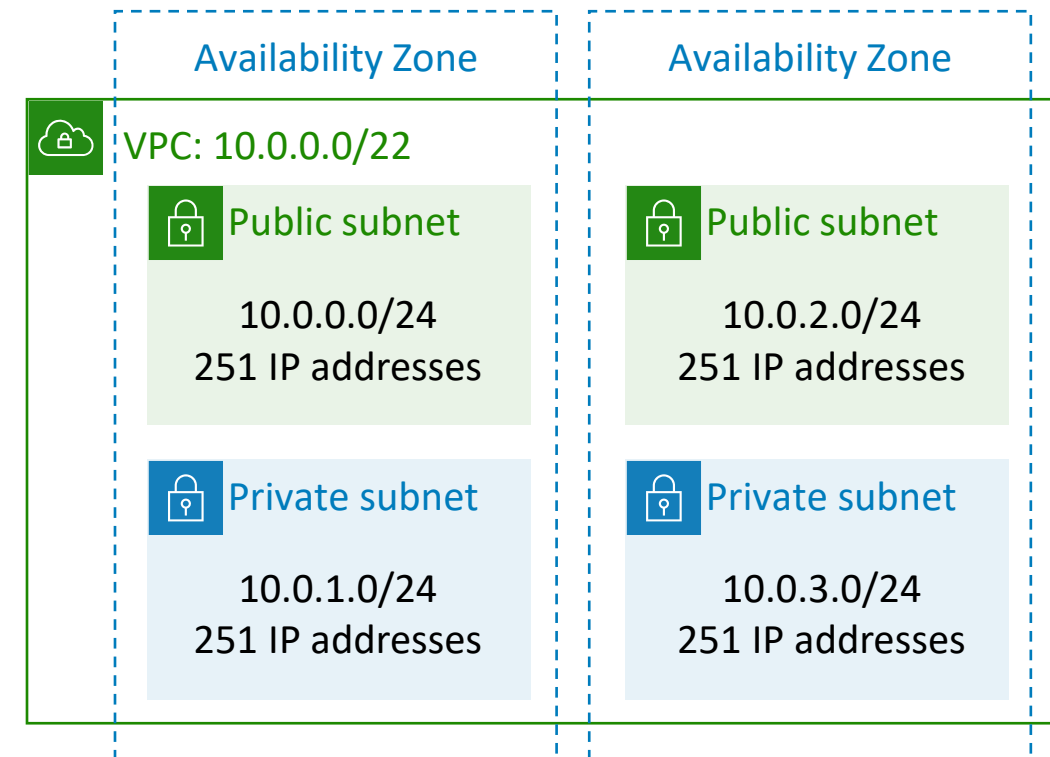 Availability Zone
Availability Zone
VPC: 10.0.0.0/22
Public subnet
10.0.0.0/24
251 IP addresses
Public subnet
10.0.2.0/24
251 IP addresses
Private subnet
10.0.1.0/24
251 IP addresses
Private subnet
10.0.3.0/24
251 IP addresses